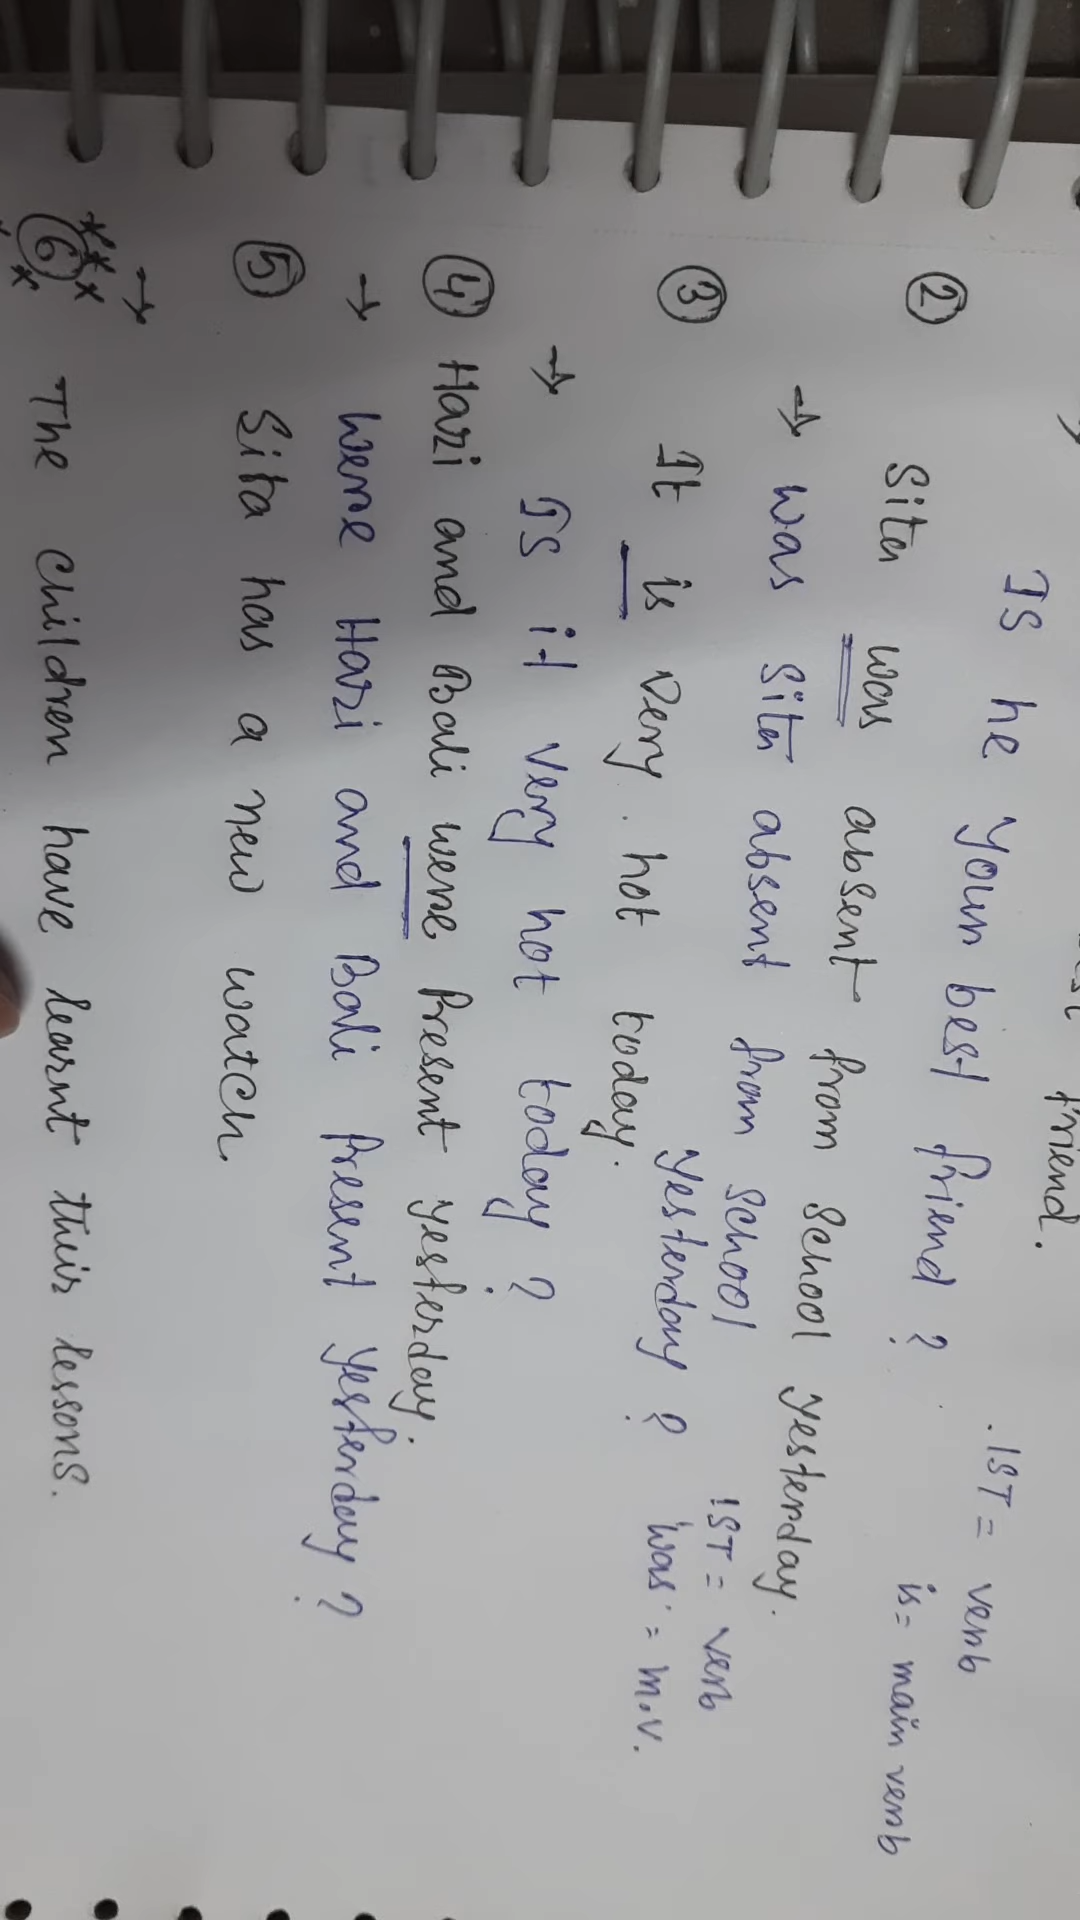 friend.
Is he your best friend ?
. 1ST = verb
is = main verb
② Sita was absent from school yesterday.
→ was Sita absent from school
yesterday ?
1ST = verb
was = m.v.
③ It is very hot today.
→ Is it very hot today ?
④ Hari and Bali were Present yesterday.
→ were Hari and Bali Present yesterday ?
⑤ Sita has a new watch.
→
⑥ The children have learnt their lessons.